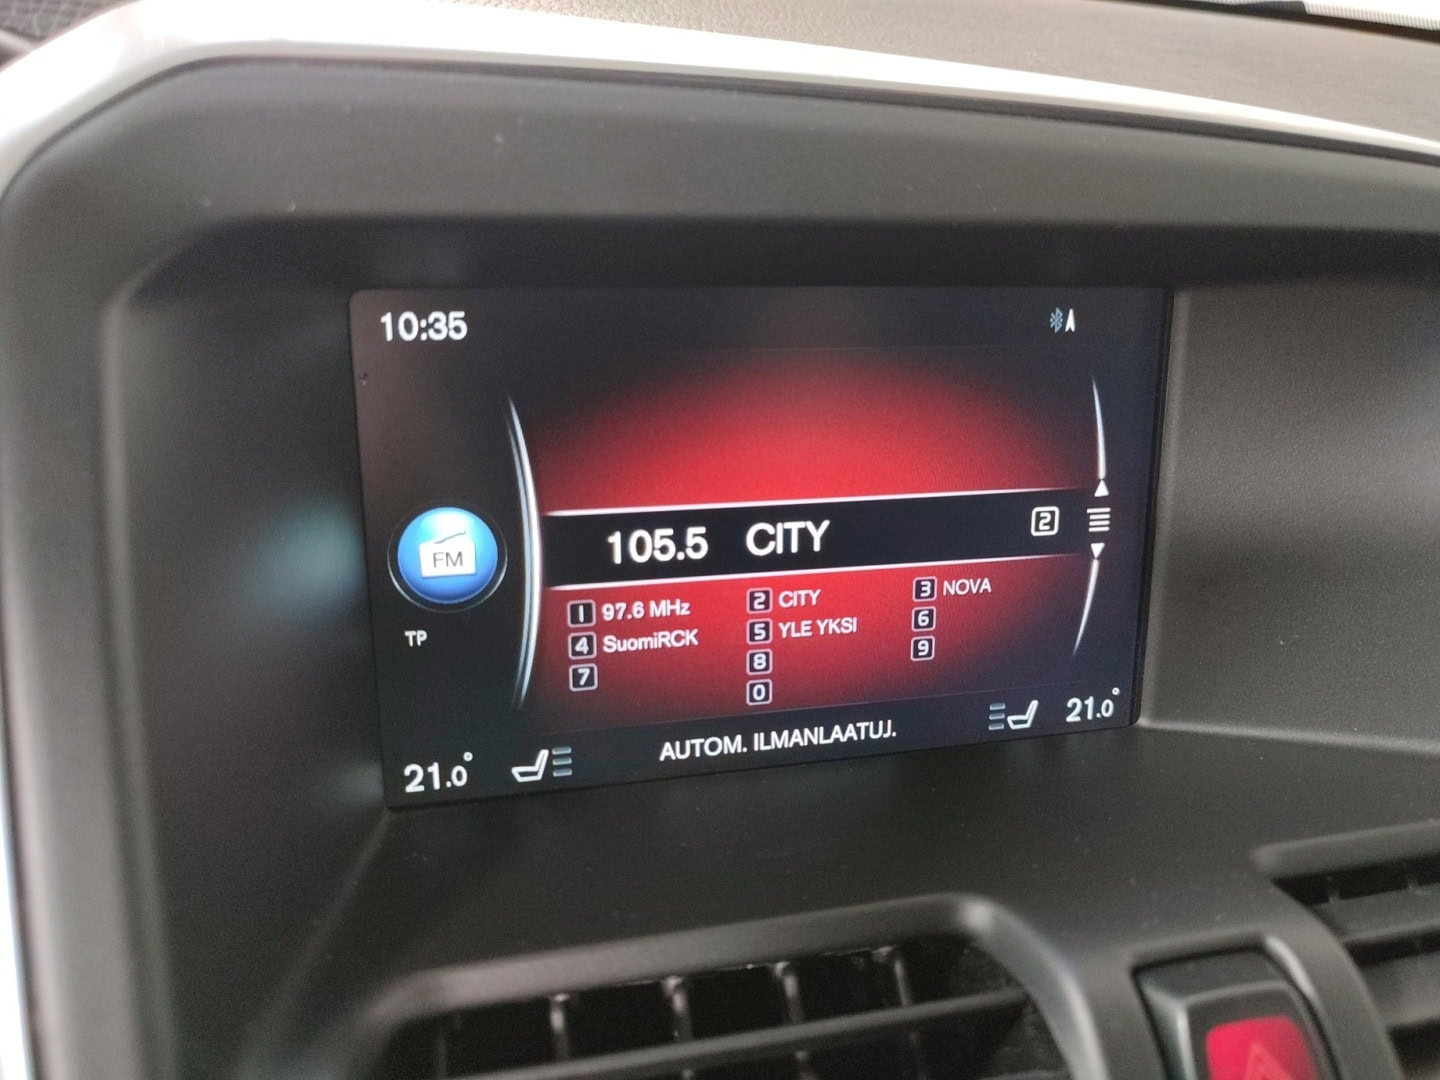 10:35
105.5 CITY 2
1 97.6 MHz 2 CITY 3 NOVA
4 SuomiRCK 5 YLE YKSI 6
7 8 9
0
FM
TP
21.0° AUTOM. ILMANLAATUJ. 21.0°